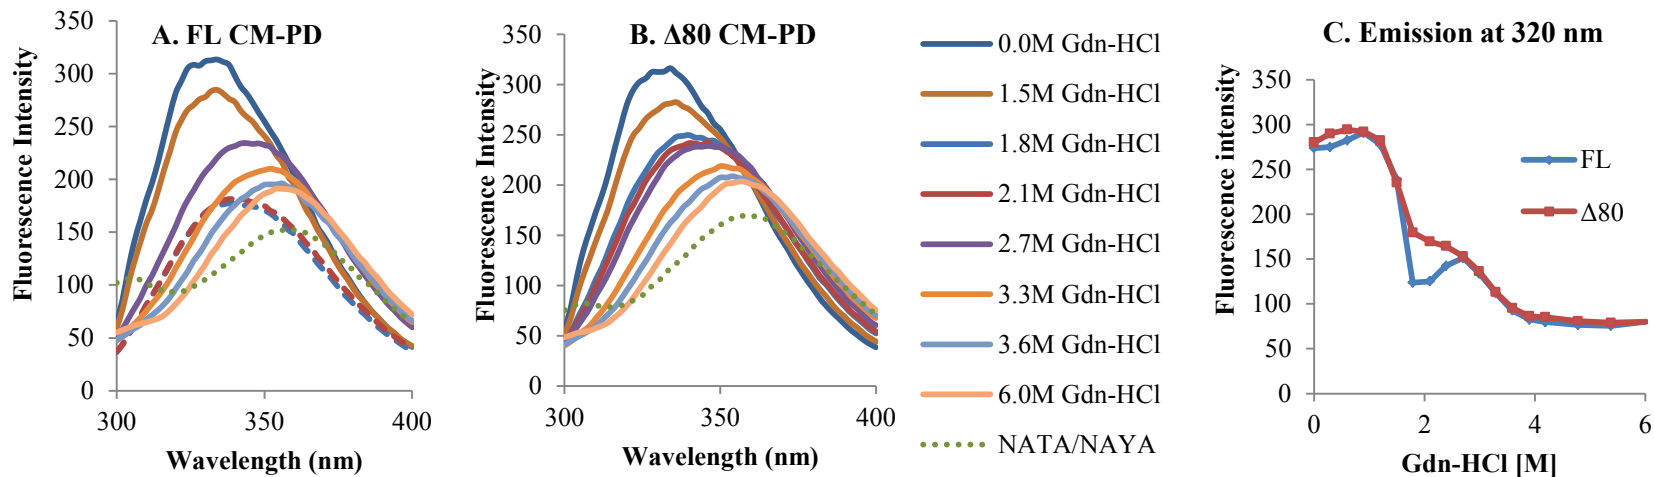 A. FL CM-PD
Fluorescence Intensity
350
300
250
200
150
100
50
0
300
350
400
Wavelength (nm)
B. Δ80 CM-PD
Fluorescence Intensity
350
300
250
200
150
100
50
0
300
350
400
Wavelength (nm)
0.0M Gdn-HCl
1.5M Gdn-HCl
1.8M Gdn-HCl
2.1M Gdn-HCl
2.7M Gdn-HCl
3.3M Gdn-HCl
3.6M Gdn-HCl
6.0M Gdn-HCl
NATA/NAYA
C. Emission at 320 nm
Fluorescence intensity
350
300
250
200
150
100
50
0
0
2
4
6
Gdn-HCl [M]
FL
Δ80